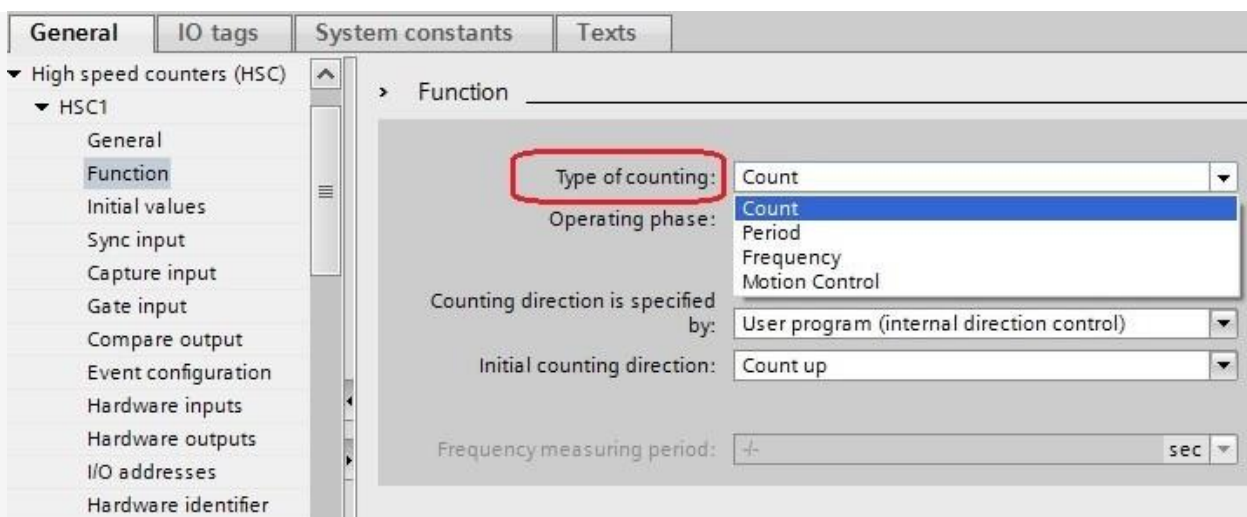 General IO tags System constants Texts
High speed counters (HSC)
HSC1
General
Function
Initial values
Sync input
Capture input
Gate input
Compare output
Event configuration
Hardware inputs
Hardware outputs
I/O addresses
Hardware identifier
Function
Type of counting: Count
Count
Period
Frequency
Motion Control
Operating phase:
Counting direction is specified
by: User program (internal direction control)
Initial counting direction: Count up
Frequency measuring period: -/- sec